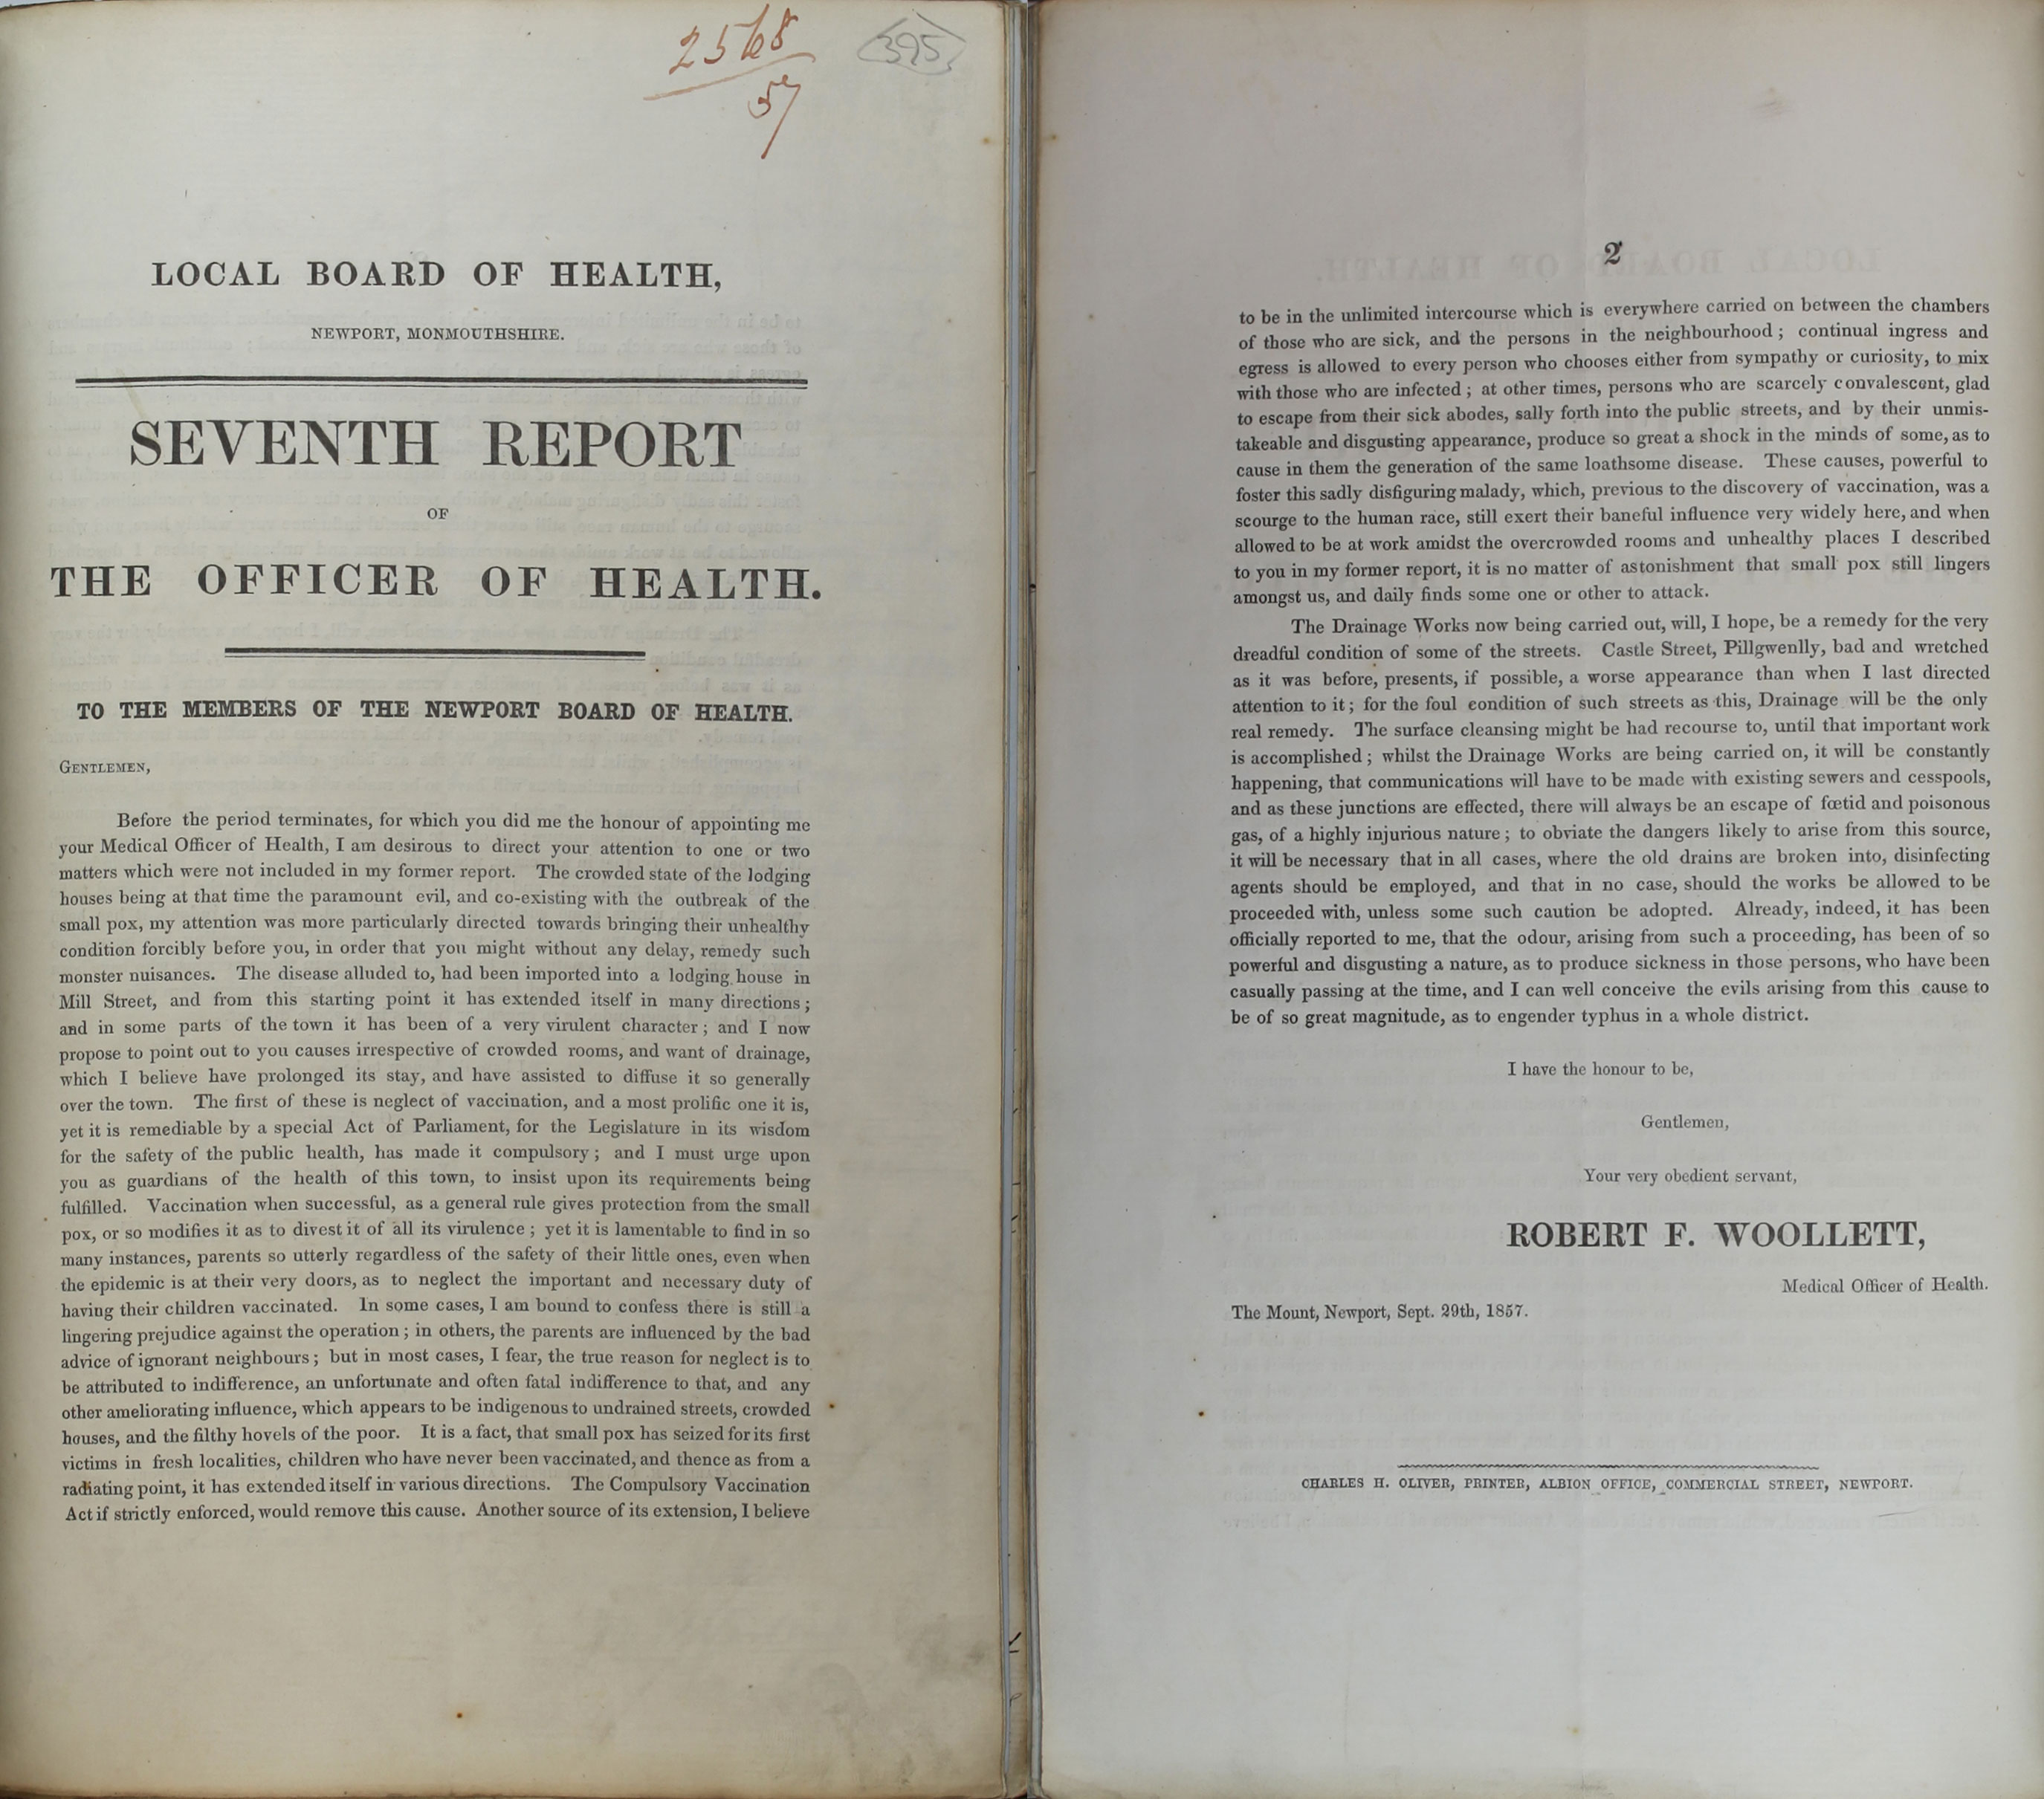 2568
57
395
LOCAL BOARD OF HEALTH,
NEWPORT, MONMOUTHSHIRE.
SEVENTH REPORT
OF
THE OFFICER OF HEALTH.
TO THE MEMBERS OF THE NEWPORT BOARD OF HEALTH.
GENTLEMEN,
Before the period terminates, for which you did me the honour of appointing me
your Medical Officer of Health, I am desirous to direct your attention to one or two
matters which were not included in my former report. The crowded state of the lodging
houses being at that time the paramount evil, and co-existing with the outbreak of the
small pox, my attention was more particularly directed towards bringing their unhealthy
condition forcibly before you, in order that you might without any delay, remedy such
monster nuisances. The disease alluded to, had been imported into a lodging house in
Mill Street, and from this starting point it has extended itself in many directions;
and in some parts of the town it has been of a very virulent character; and I now
propose to point out to you causes irrespective of crowded rooms, and want of drainage,
which I believe have prolonged its stay, and have assisted to diffuse it so generally
over the town. The first of these is neglect of vaccination, and a most prolific one it is,
yet it is remediable by a special Act of Parliament, for the Legislature in its wisdom
for the safety of the public health, has made it compulsory; and I must urge upon
you as guardians of the health of this town, to insist upon its requirements being
fulfilled. Vaccination when successful, as a general rule gives protection from the small
pox, or so modifies it as to divest it of all its virulence; yet it is lamentable to find in so
many instances, parents so utterly regardless of the safety of their little ones, even when
the epidemic is at their very doors, as to neglect the important and necessary duty of
having their children vaccinated. In some cases, I am bound to confess there is still a
lingering prejudice against the operation; in others, the parents are influenced by the bad
advice of ignorant neighbours; but in most cases, I fear, the true reason for neglect is to
be attributed to indifference, an unfortunate and often fatal indifference to that, and any
other ameliorating influence, which appears to be indigenous to undrained streets, crowded
houses, and the filthy hovels of the poor. It is a fact, that small pox has seized for its first
victims in fresh localities, children who have never been vaccinated, and thence as from a
radiating point, it has extended itself in various directions. The Compulsory Vaccination
Act if strictly enforced, would remove this cause. Another source of its extension, I believe
2
to be in the unlimited intercourse which is everywhere carried on between the chambers
of those who are sick, and the persons in the neighbourhood; continual ingress and
egress is allowed to every person who chooses either from sympathy or curiosity, to mix
with those who are infected; at other times, persons who are scarcely convalescent, glad
to escape from their sick abodes, sally forth into the public streets, and by their unmis-
takeable and disgusting appearance, produce so great a shock in the minds of some, as to
cause in them the generation of the same loathsome disease. These causes, powerful to
foster this sadly disfiguring malady, which, previous to the discovery of vaccination, was a
scourge to the human race, still exert their baneful influence very widely here, and when
allowed to be at work amidst the overcrowded rooms and unhealthy places I described
to you in my former report, it is no matter of astonishment that small pox still lingers
amongst us, and daily finds some one or other to attack.
The Drainage Works now being carried out, will, I hope, be a remedy for the very
dreadful condition of some of the streets. Castle Street, Pillgwenlly, bad and wretched
as it was before, presents, if possible, a worse appearance than when I last directed
attention to it; for the foul condition of such streets as this, Drainage will be the only
real remedy. The surface cleansing might be had recourse to, until that important work
is accomplished; whilst the Drainage Works are being carried on, it will be constantly
happening, that communications will have to be made with existing sewers and cesspools,
and as these junctions are effected, there will always be an escape of fœtid and poisonous
gas, of a highly injurious nature; to obviate the dangers likely to arise from this source,
it will be necessary that in all cases, where the old drains are broken into, disinfecting
agents should be employed, and that in no case, should the works be allowed to be
proceeded with, unless some such caution be adopted. Already, indeed, it has been
officially reported to me, that the odour, arising from such a proceeding, has been of so
powerful and disgusting a nature, as to produce sickness in those persons, who have been
casually passing at the time, and I can well conceive the evils arising from this cause to
be of so great magnitude, as to engender typhus in a whole district.
I have the honour to be,
Gentlemen,
Your very obedient servant,
ROBERT F. WOOLLETT,
Medical Officer of Health.
The Mount, Newport, Sept. 29th, 1857.
CHARLES H. OLIVER, PRINTER, ALBION OFFICE, COMMERCIAL STREET, NEWPORT.